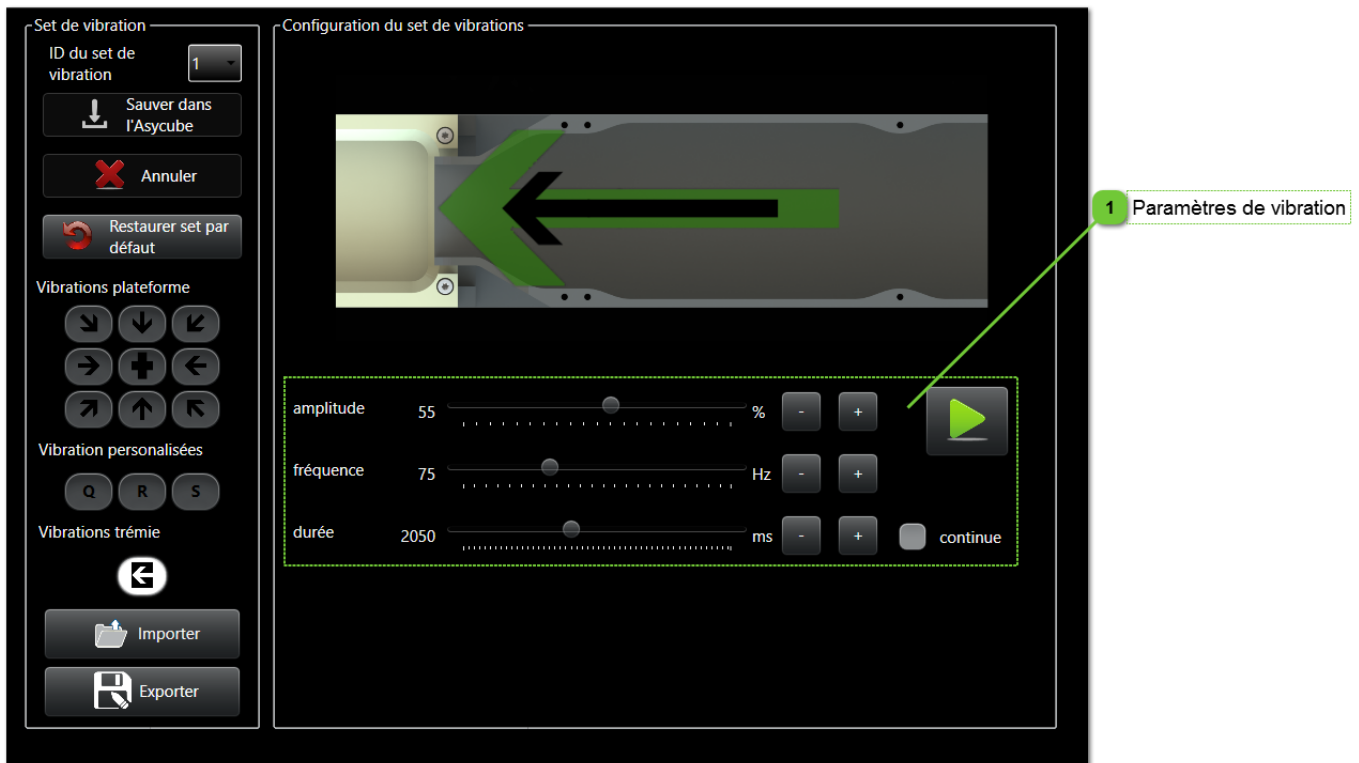 Set de vibration
ID du set de
vibration
1
Sauver dans
l'Asycube
Annuler
Restaurer set par
défaut
Vibrations plateforme
Vibration personalisées
Q R S
Vibrations trémie
Importer
Exporter
Configuration du set de vibrations
amplitude 55 % - +
fréquence 75 Hz - +
durée 2050 ms - + continue
1 Paramètres de vibration